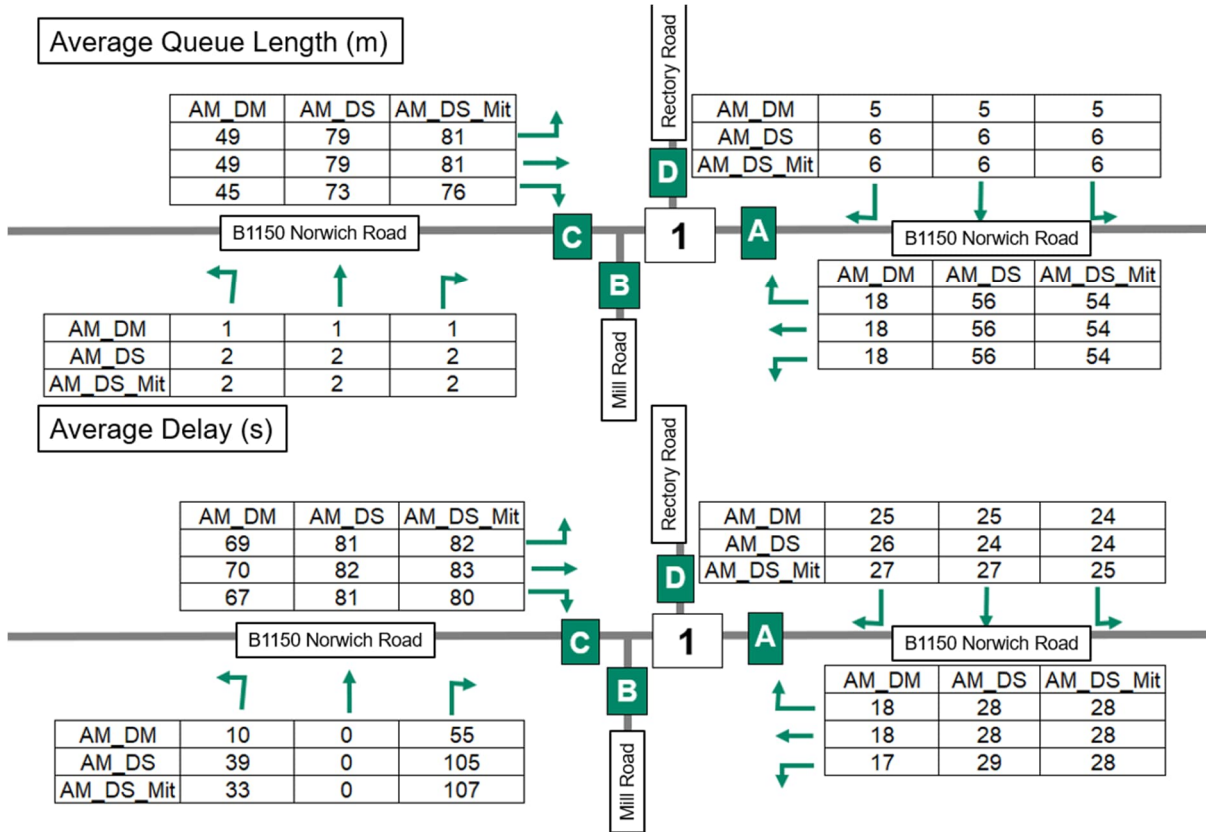 Average Queue Length (m)
Rectory Road
AM_DM AM_DS AM_DS_Mit
49 79 81
49 79 81
45 73 76
AM_DM 5 5 5
AM_DS 6 6 6
AM_DS_Mit 6 6 6
D
B1150 Norwich Road
C
1
A
B1150 Norwich Road
B
AM_DM AM_DS AM_DS_Mit
18 56 54
18 56 54
18 56 54
AM_DM 1 1 1
AM_DS 2 2 2
AM_DS_Mit 2 2 2
Mill Road
Average Delay (s)
Rectory Road
AM_DM AM_DS AM_DS_Mit
69 81 82
70 82 83
67 81 80
AM_DM 25 25 24
AM_DS 26 24 24
AM_DS_Mit 27 27 25
D
B1150 Norwich Road
C
1
A
B1150 Norwich Road
B
AM_DM AM_DS AM_DS_Mit
18 28 28
18 28 28
17 29 28
AM_DM 10 0 55
AM_DS 39 0 105
AM_DS_Mit 33 0 107
Mill Road